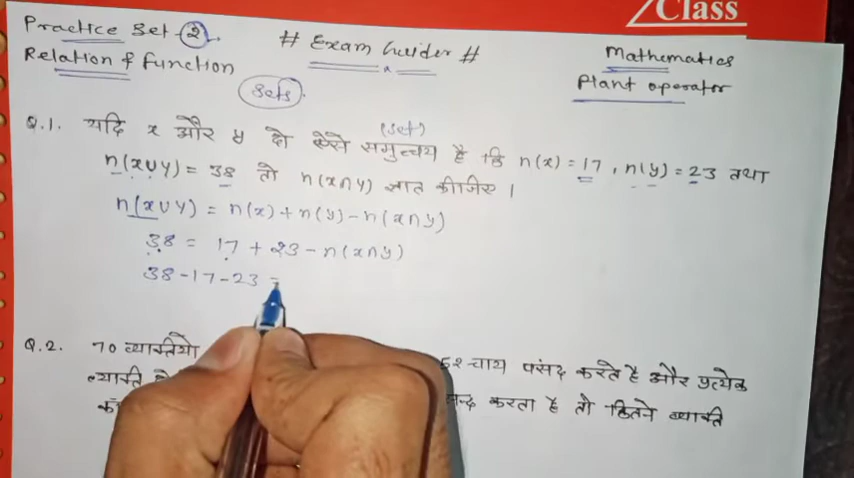 Class
Practice Set - 2
# Exam Guider #
Mathematics
Relation & function
Plant operator
Sets.
Q.1. यदि x और y दो ऐसे समुच्चय (set) है कि n(x) = 17, n(y) = 23 तथा
n(x∪y) = 38 तो n(x∩y) ज्ञात कीजिए।
n(x∪y) = n(x) + n(y) - n(x∩y)
38 = 17 + 23 - n(x∩y)
38 - 17 - 23 =
Q.2. 70 व्यक्तियो 52 चाय पसंद करते है और प्रत्येक
व्यक्ति करता है तो कितने व्यक्ति